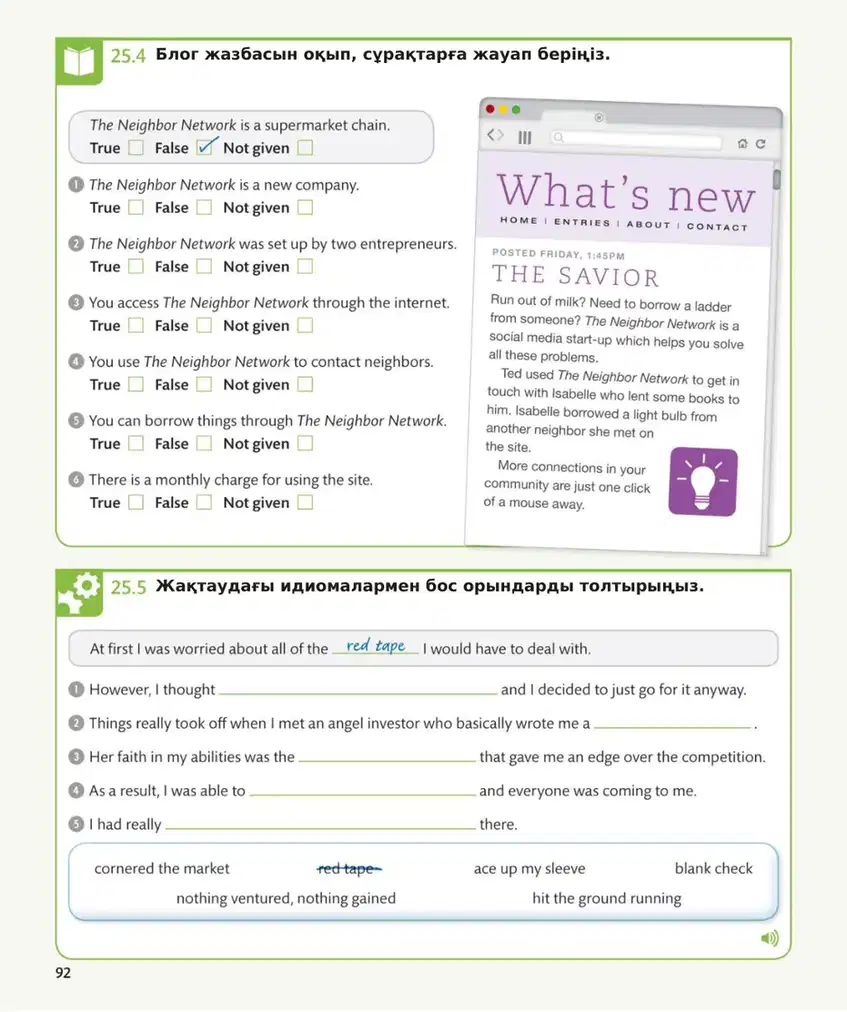 25.4 Блог жазбасын оқып, сұрақтарға жауап беріңіз.
The Neighbor Network is a supermarket chain.
True False Not given
1 The Neighbor Network is a new company.
True False Not given
2 The Neighbor Network was set up by two entrepreneurs.
True False Not given
3 You access The Neighbor Network through the internet.
True False Not given
4 You use The Neighbor Network to contact neighbors.
True False Not given
5 You can borrow things through The Neighbor Network.
True False Not given
6 There is a monthly charge for using the site.
True False Not given
What's new
HOME | ENTRIES | ABOUT | CONTACT
POSTED FRIDAY, 1:45PM
THE SAVIOR
Run out of milk? Need to borrow a ladder
from someone? The Neighbor Network is a
social media start-up which helps you solve
all these problems.
Ted used The Neighbor Network to get in
touch with Isabelle who lent some books to
him. Isabelle borrowed a light bulb from
another neighbor she met on
the site.
More connections in your
community are just one click
of a mouse away.
25.5 Жақтаудағы идиомалармен бос орындарды толтырыңыз.
At first I was worried about all of the red tape I would have to deal with.
1 However, I thought ______ and I decided to just go for it anyway.
2 Things really took off when I met an angel investor who basically wrote me a ______ .
3 Her faith in my abilities was the ______ that gave me an edge over the competition.
4 As a result, I was able to ______ and everyone was coming to me.
5 I had really ______ there.
cornered the market red tape ace up my sleeve blank check
nothing ventured, nothing gained hit the ground running
92